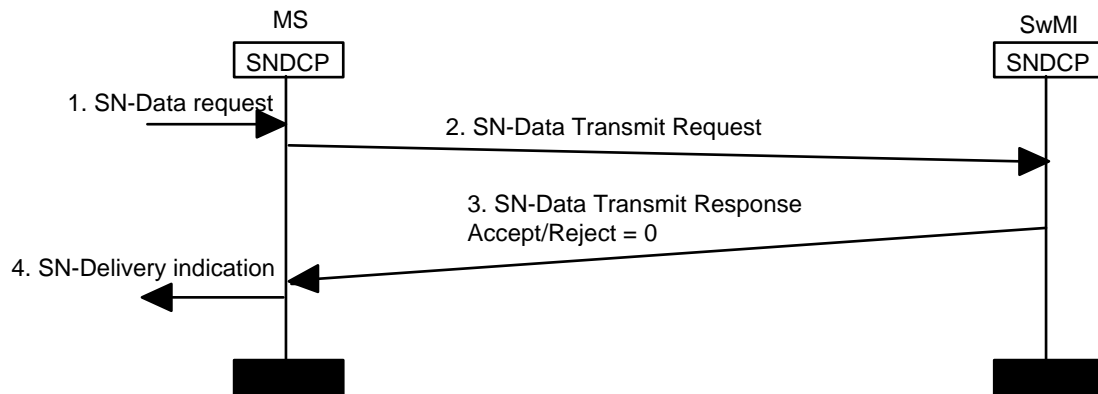 MS
SwMI
SNDCP
SNDCP
1. SN-Data request
2. SN-Data Transmit Request
3. SN-Data Transmit Response
Accept/Reject = 0
4. SN-Delivery indication